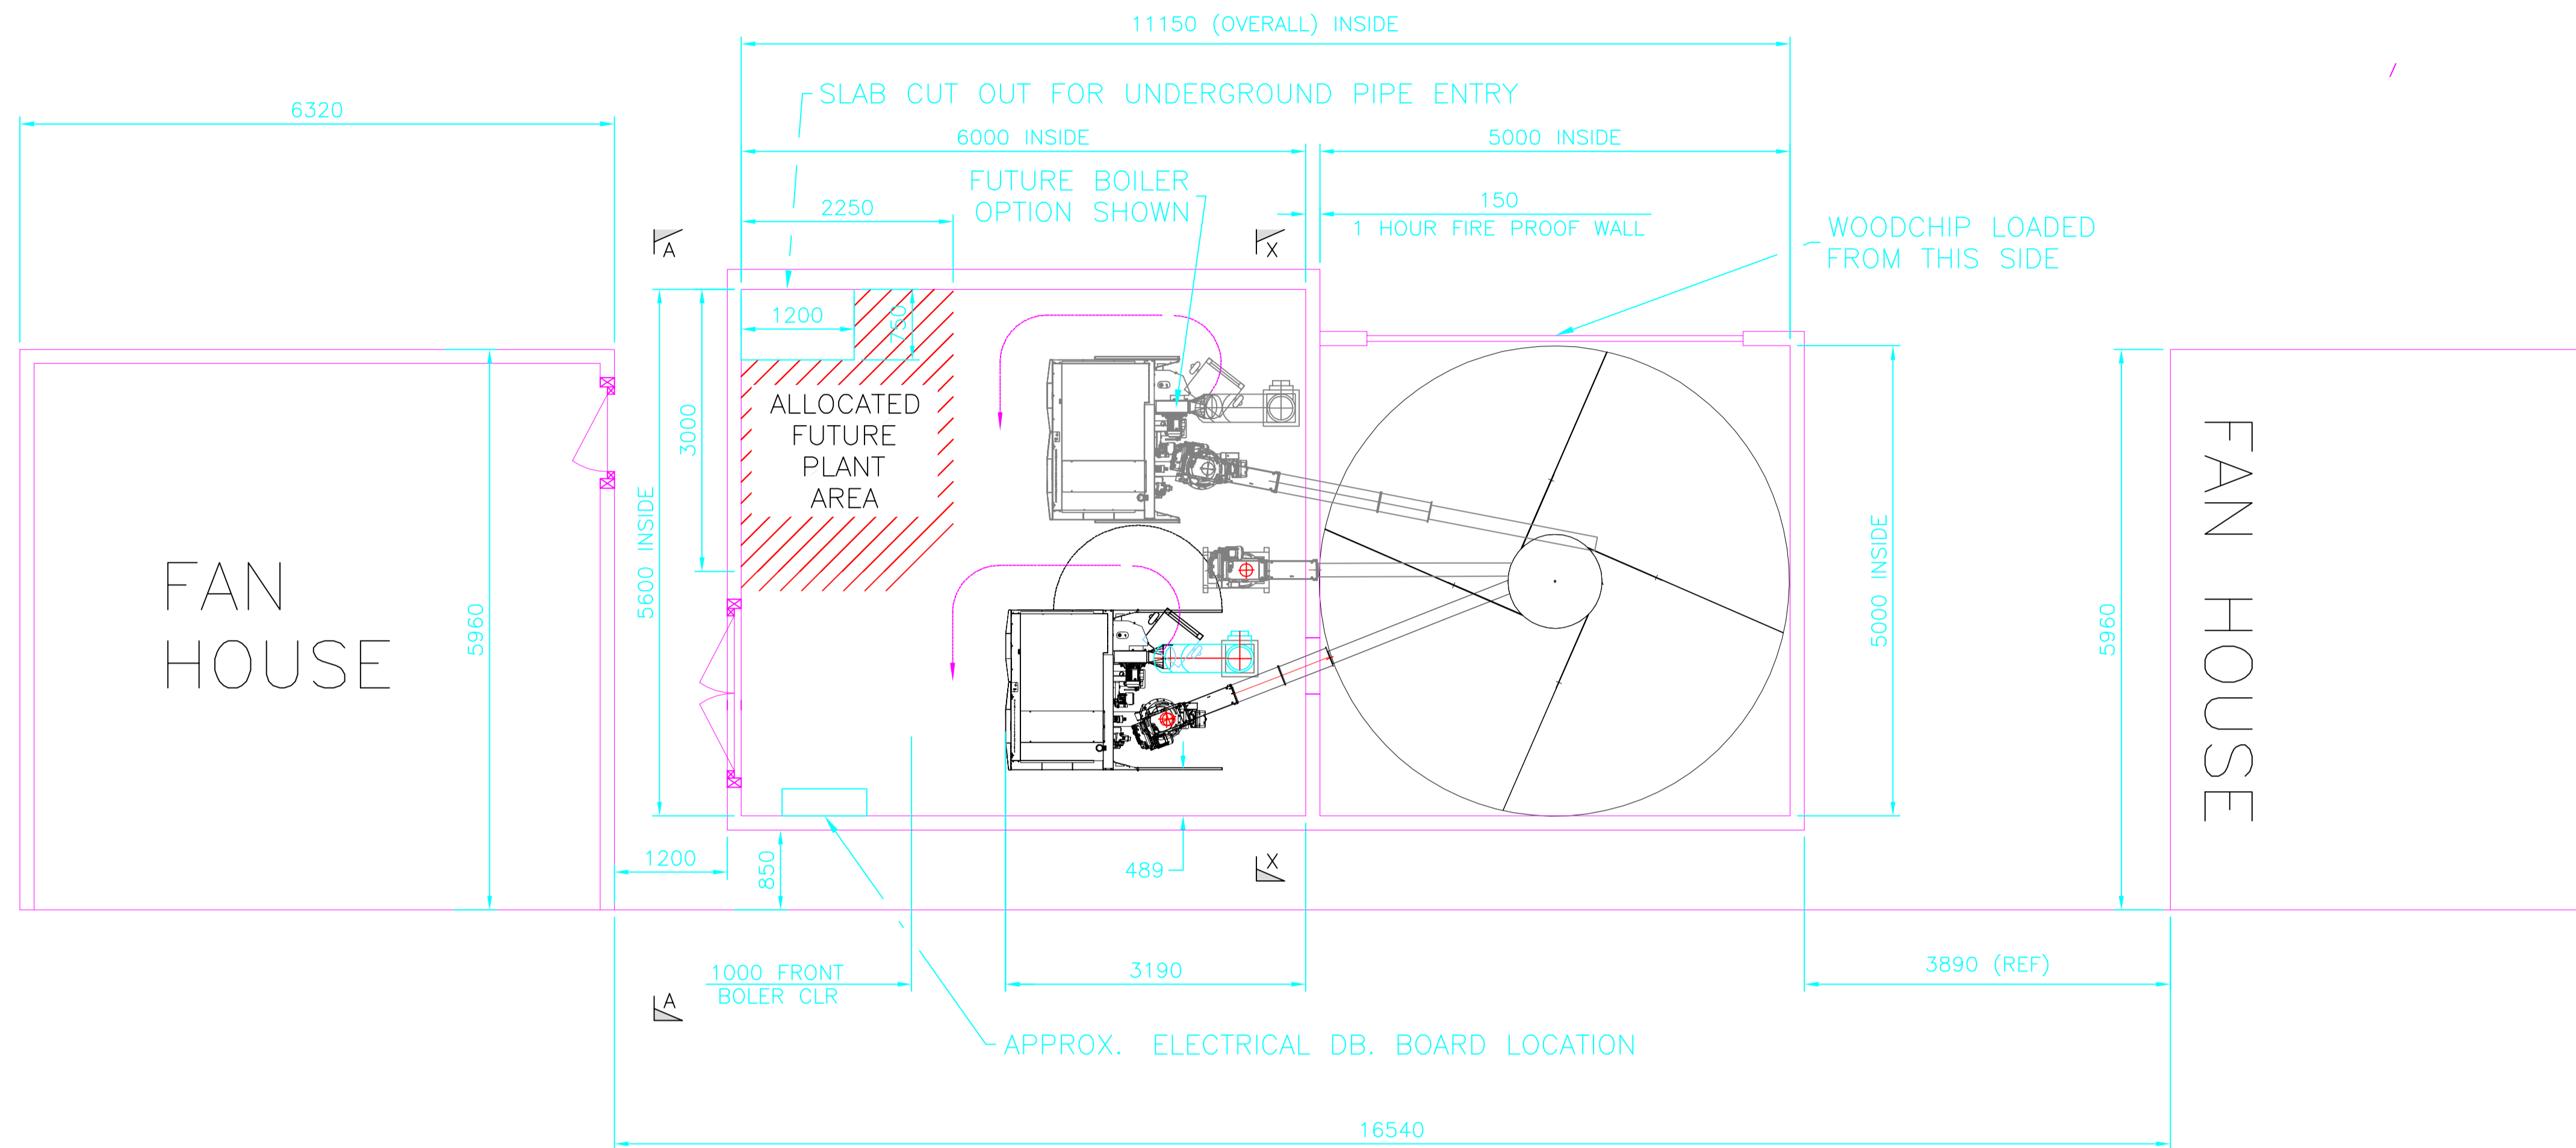 11150 (OVERALL) INSIDE
SLAB CUT OUT FOR UNDERGROUND PIPE ENTRY
6320
6000 INSIDE
5000 INSIDE
FUTURE BOILER
OPTION SHOWN
2250
150
1 HOUR FIRE PROOF WALL
WOODCHIP LOADED
FROM THIS SIDE
A
X
1200
750
3000
ALLOCATED
FUTURE
PLANT
AREA
5600 INSIDE
FAN
HOUSE
5960
5000 INSIDE
5960
FAN HOUSE
1200
850
489
X
1000 FRONT
BOLER CLR
3190
3890 (REF)
A
APPROX. ELECTRICAL DB. BOARD LOCATION
16540